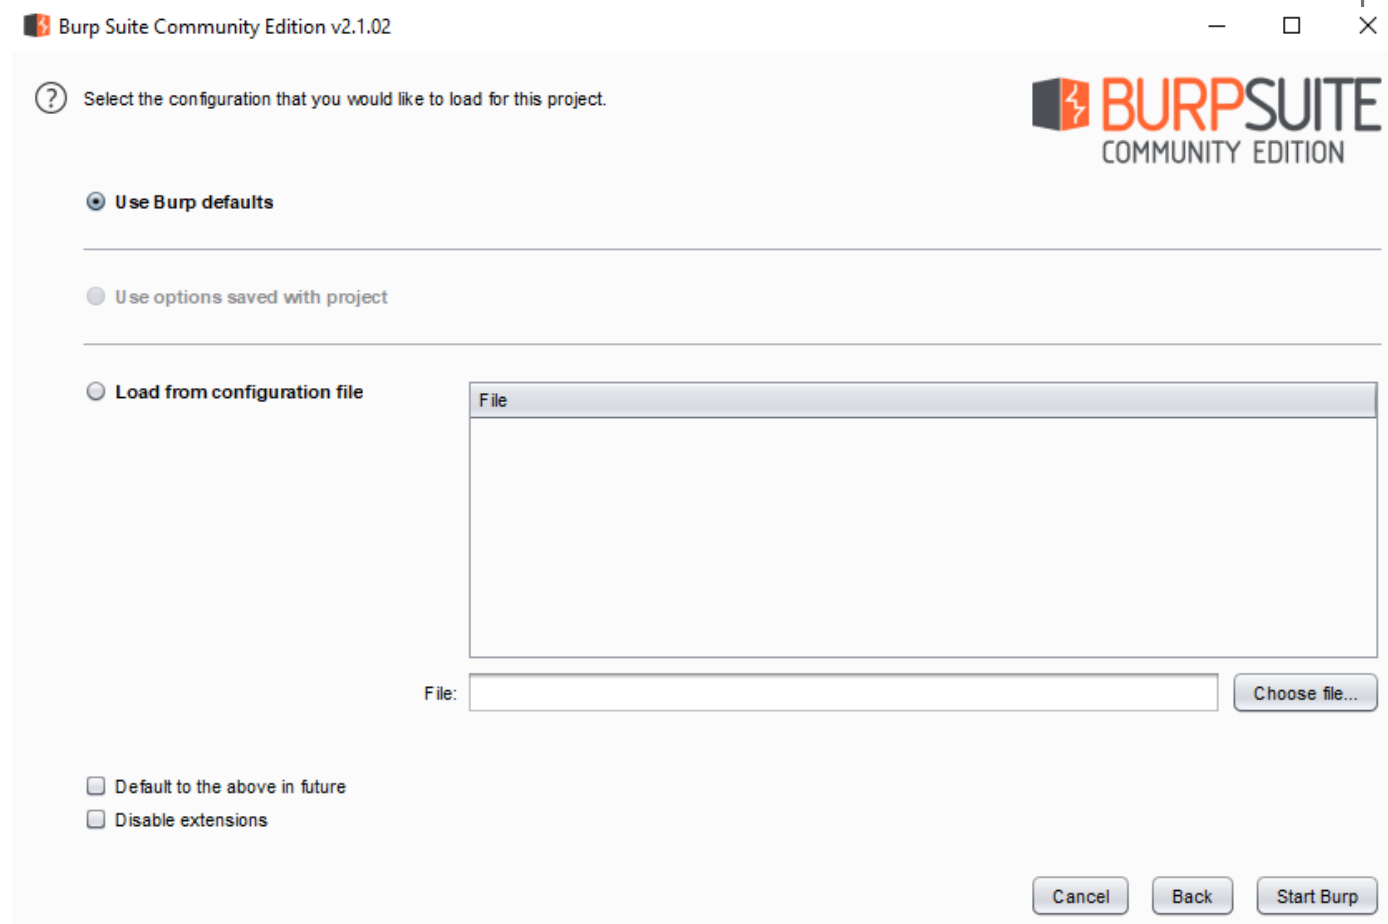 Burp Suite Community Edition v2.1.02
Select the configuration that you would like to load for this project.
BURPSUITE
COMMUNITY EDITION
Use Burp defaults
Use options saved with project
Load from configuration file
File
File:
Choose file...
Default to the above in future
Disable extensions
Cancel
Back
Start Burp